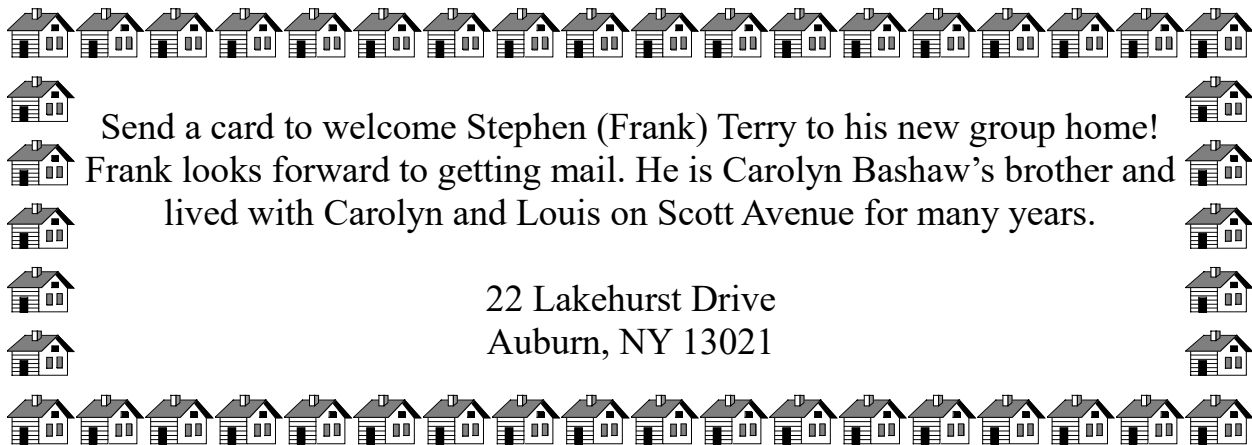 Send a card to welcome Stephen (Frank) Terry to his new group home!
Frank looks forward to getting mail. He is Carolyn Bashaw’s brother and
lived with Carolyn and Louis on Scott Avenue for many years.
22 Lakehurst Drive
Auburn, NY 13021